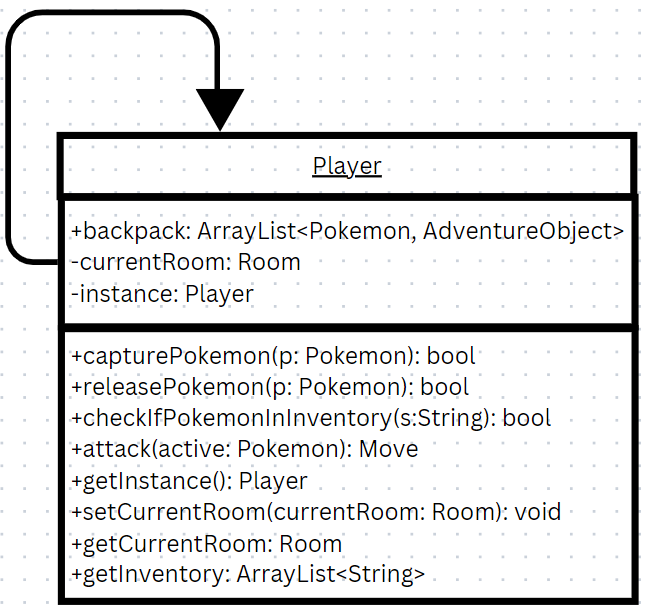 Player
+backpack: ArrayList<Pokemon, AdventureObject>
-currentRoom: Room
-instance: Player
+capturePokemon(p: Pokemon): bool
+releasePokemon(p: Pokemon): bool
+checkIfPokemonInInventory(s:String): bool
+attack(active: Pokemon): Move
+getInstance(): Player
+setCurrentRoom(currentRoom: Room): void
+getCurrentRoom: Room
+getInventory: ArrayList<String>